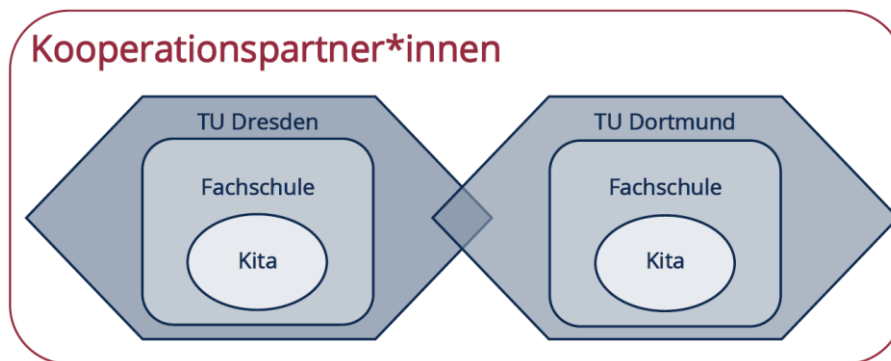 Kooperationspartner*innen
TU Dresden
Fachschule
Kita
TU Dortmund
Fachschule
Kita